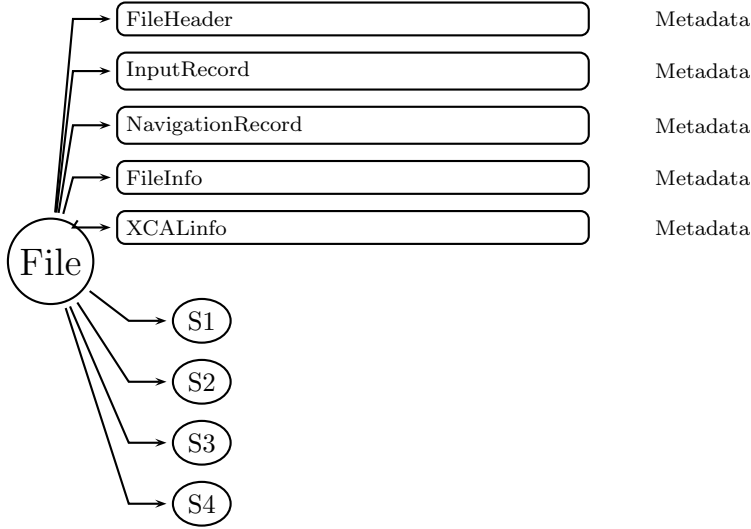 FileHeader Metadata
InputRecord Metadata
NavigationRecord Metadata
FileInfo Metadata
XCALinfo Metadata
File
S1
S2
S3
S4